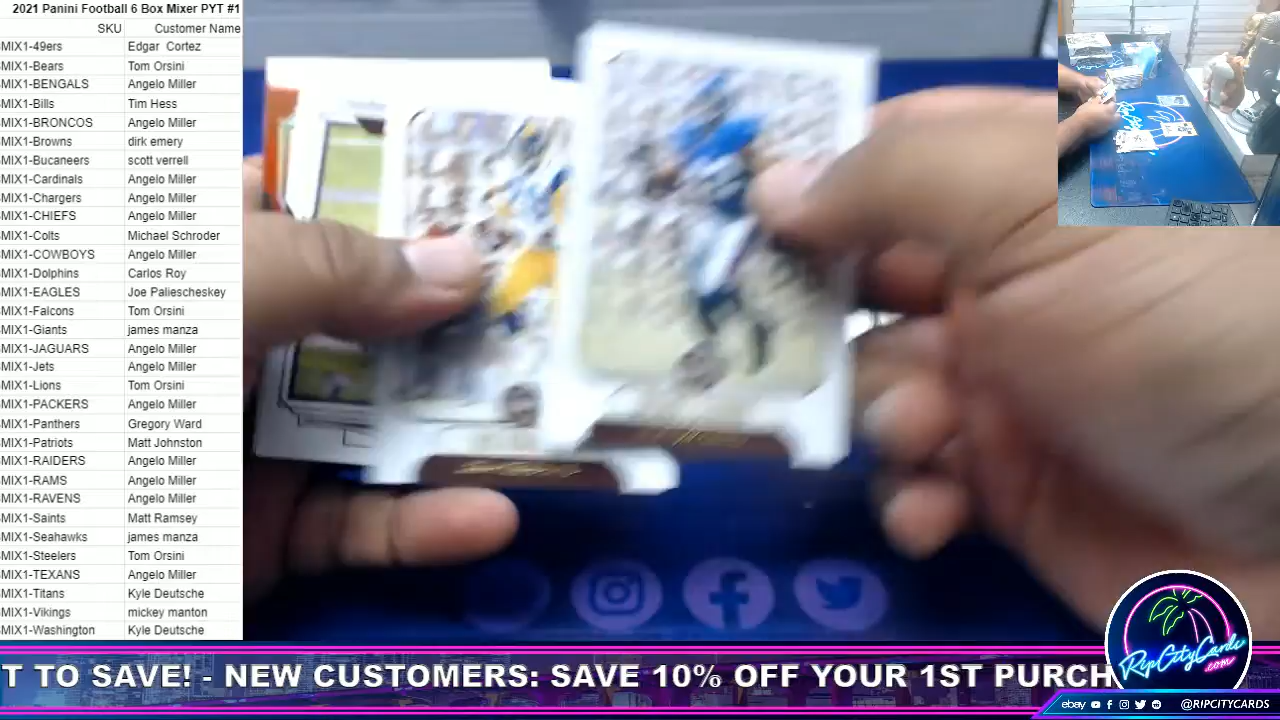 2021 Panini Football 6 Box Mixer PYT #1
SKU Customer Name
MIX1-49ers Edgar Cortez
MIX1-Bears Tom Orsini
MIX1-BENGALS Angelo Miller
MIX1-Bills Tim Hess
MIX1-BRONCOS Angelo Miller
MIX1-Browns dirk emery
MIX1-Bucaneers scott verrell
MIX1-Cardinals Angelo Miller
MIX1-Chargers Angelo Miller
MIX1-CHIEFS Angelo Miller
MIX1-Colts Michael Schroder
MIX1-COWBOYS Angelo Miller
MIX1-Dolphins Carlos Roy
MIX1-EAGLES Joe Paliescheskey
MIX1-Falcons Tom Orsini
MIX1-Giants james manza
MIX1-JAGUARS Angelo Miller
MIX1-Jets Angelo Miller
MIX1-Lions Tom Orsini
MIX1-PACKERS Angelo Miller
MIX1-Panthers Gregory Ward
MIX1-Patriots Matt Johnston
MIX1-RAIDERS Angelo Miller
MIX1-RAMS Angelo Miller
MIX1-RAVENS Angelo Miller
MIX1-Saints Matt Ramsey
MIX1-Seahawks james manza
MIX1-Steelers Tom Orsini
MIX1-TEXANS Angelo Miller
MIX1-Titans Kyle Deutsche
MIX1-Vikings mickey manton
MIX1-Washington Kyle Deutsche
T TO SAVE! - NEW CUSTOMERS: SAVE 10% OFF YOUR 1ST PURCH
RipCityCards
.com
ebay @RIPCITYCARDS